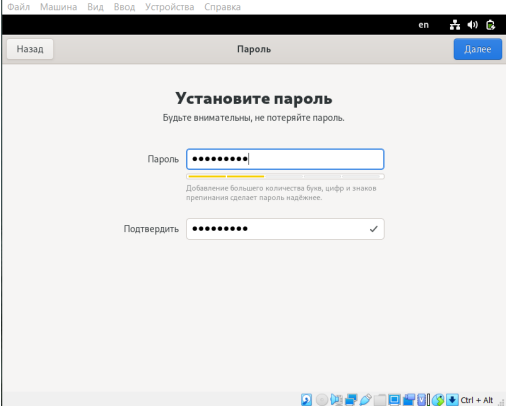 Файл Машина Вид Ввод Устройства Справка
en
Назад Пароль Далее
Установите пароль
Будьте внимательны, не потеряйте пароль.
Пароль ●●●●●●●●●
Добавление большего количества букв, цифр и знаков
препинания сделает пароль надёжнее.
Подтвердить ●●●●●●●●●
Ctrl + Alt